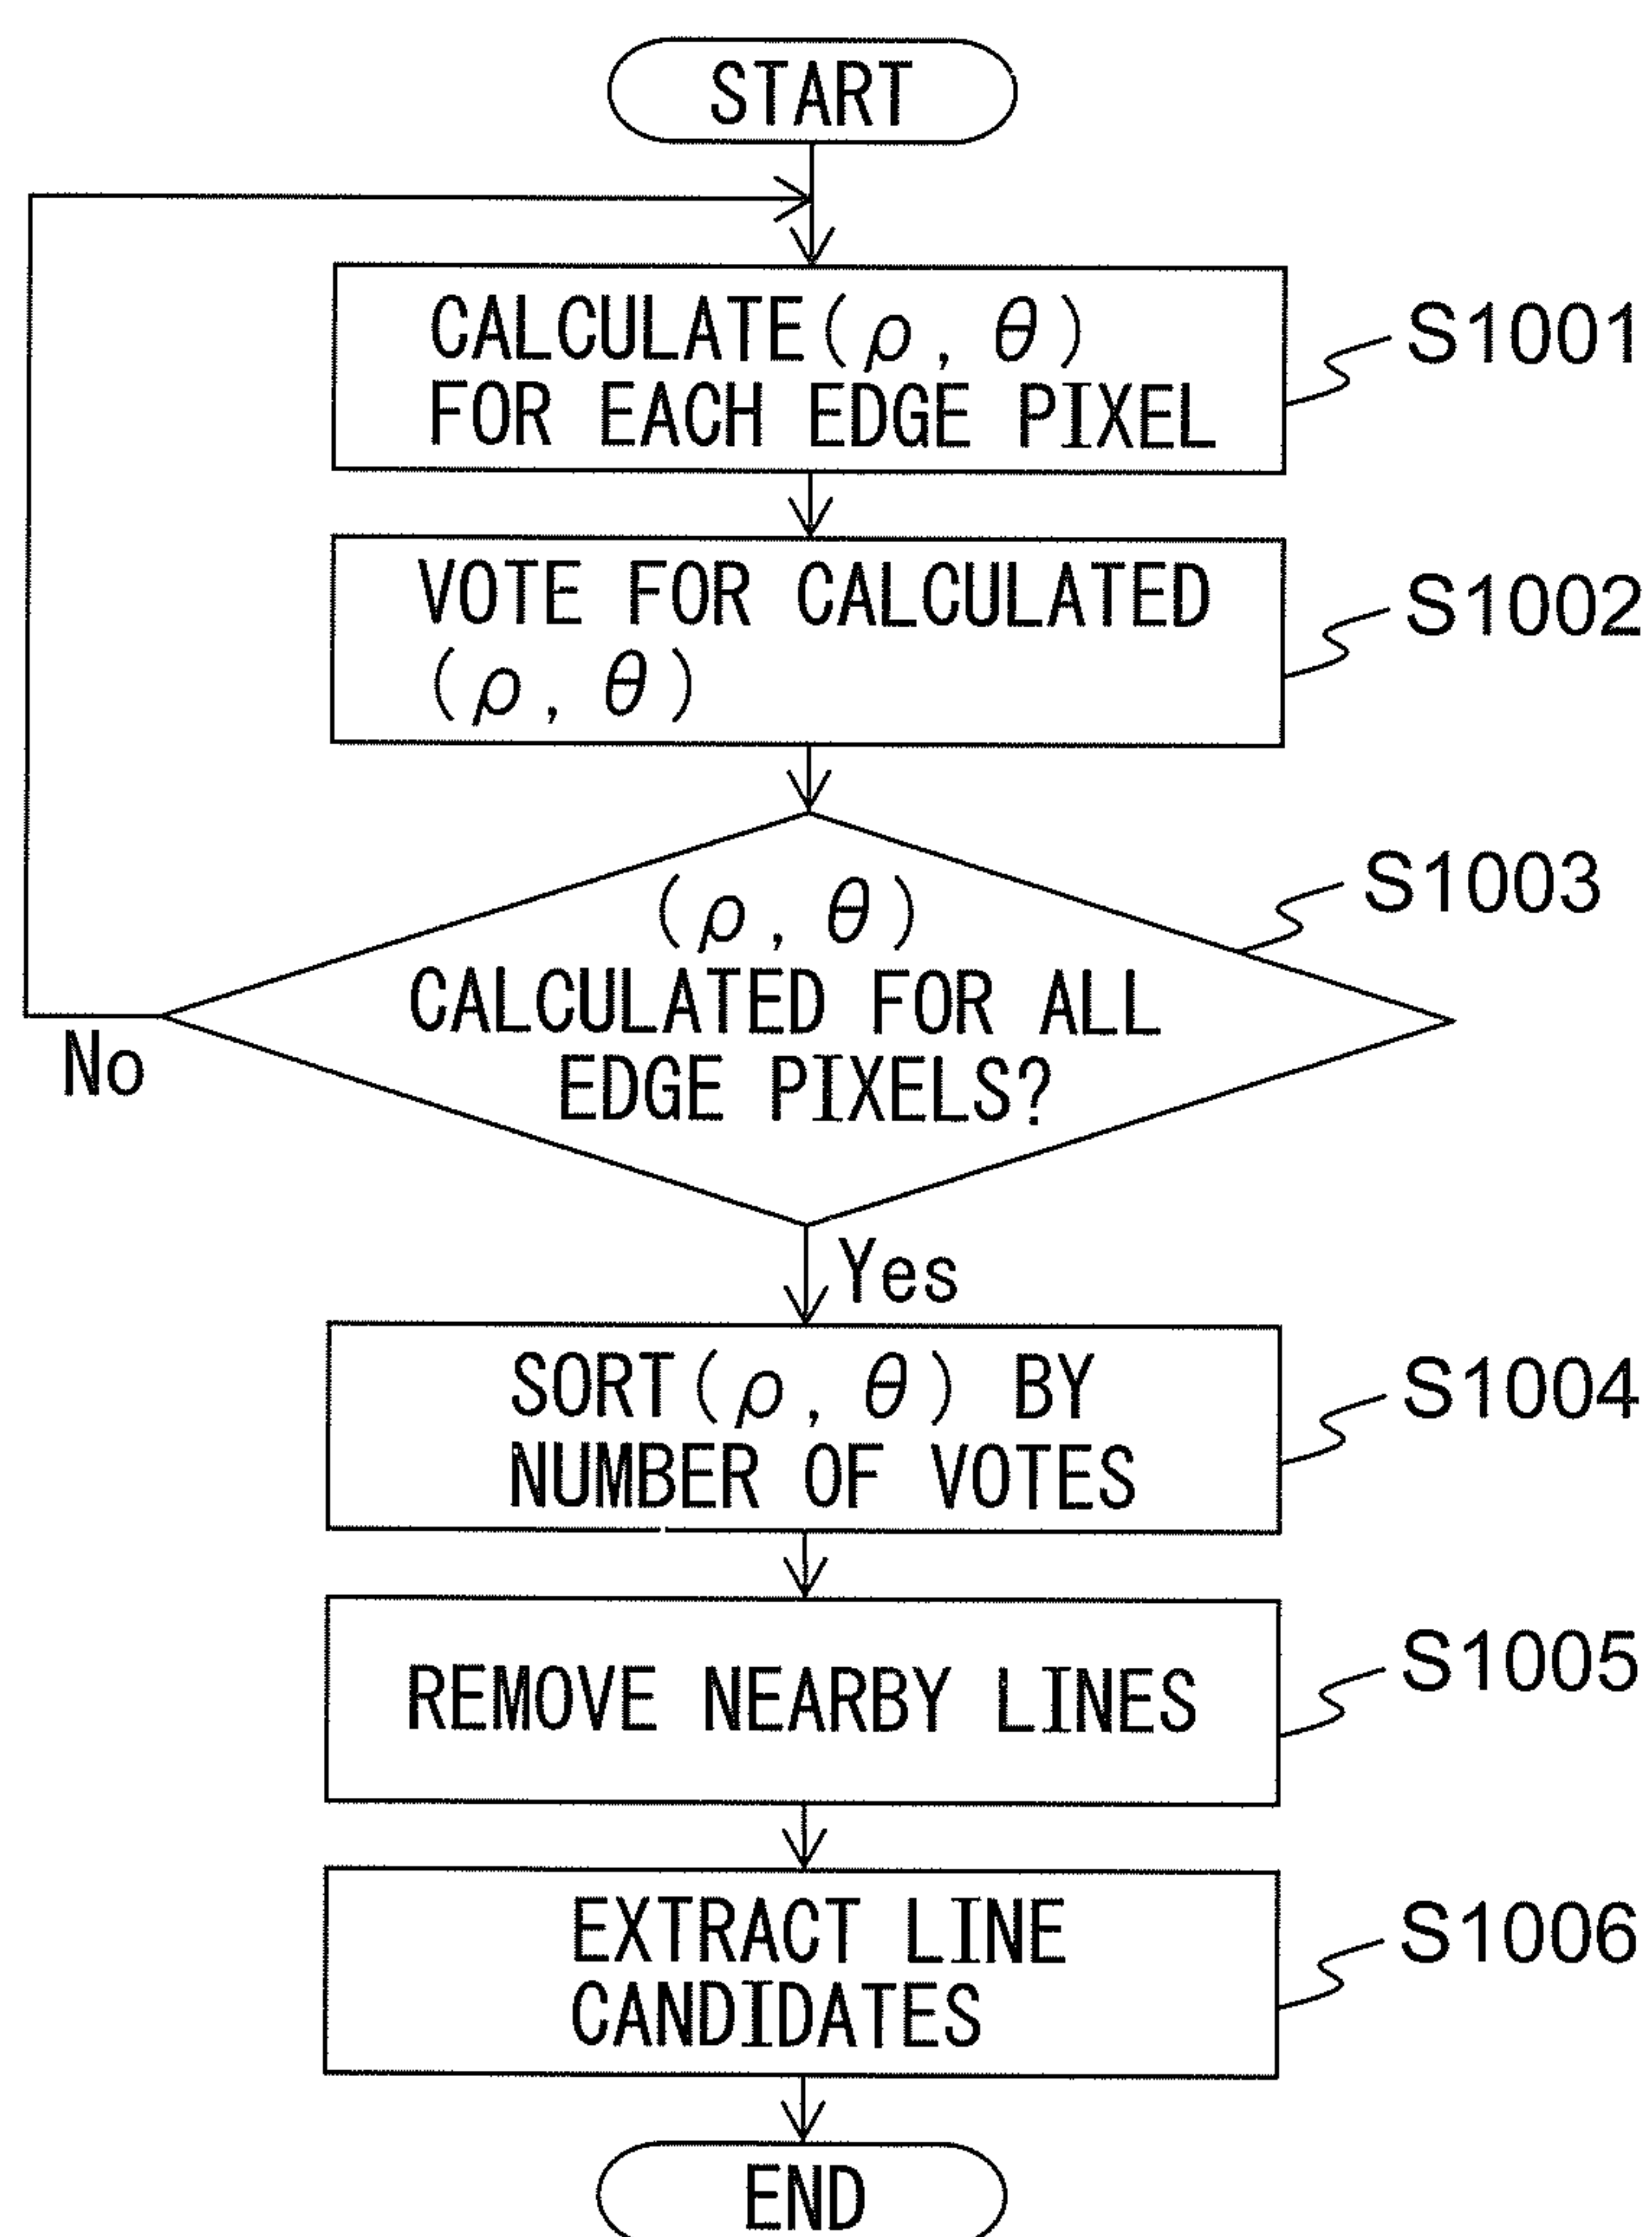 START
CALCULATE(ρ, θ)
FOR EACH EDGE PIXEL
S1001
VOTE FOR CALCULATED
(ρ, θ)
S1002
(ρ, θ)
CALCULATED FOR ALL
EDGE PIXELS?
S1003
No
Yes
SORT(ρ, θ) BY
NUMBER OF VOTES
S1004
REMOVE NEARBY LINES
S1005
EXTRACT LINE
CANDIDATES
S1006
END